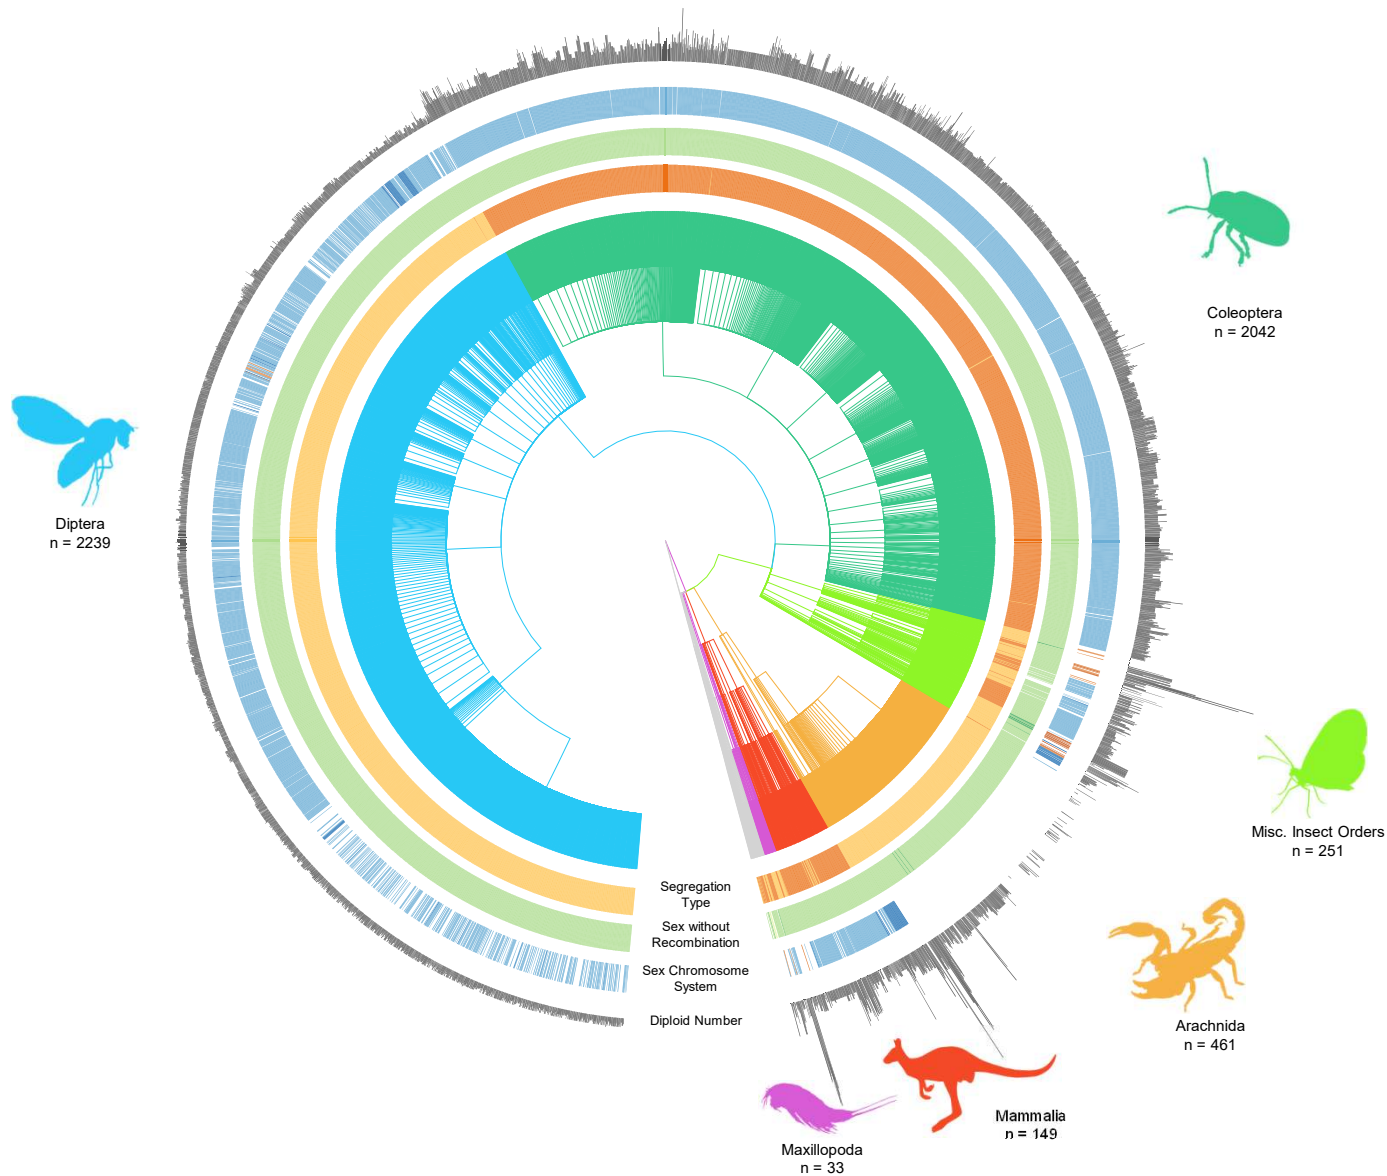 Coleoptera
n = 2042
Diptera
n = 2239
Misc. Insect Orders
n = 251
Segregation
Type
Sex without
Recombination
Sex Chromosome
System
Diploid Number
Arachnida
n = 461
Mammalia
n = 149
Maxillopoda
n = 33